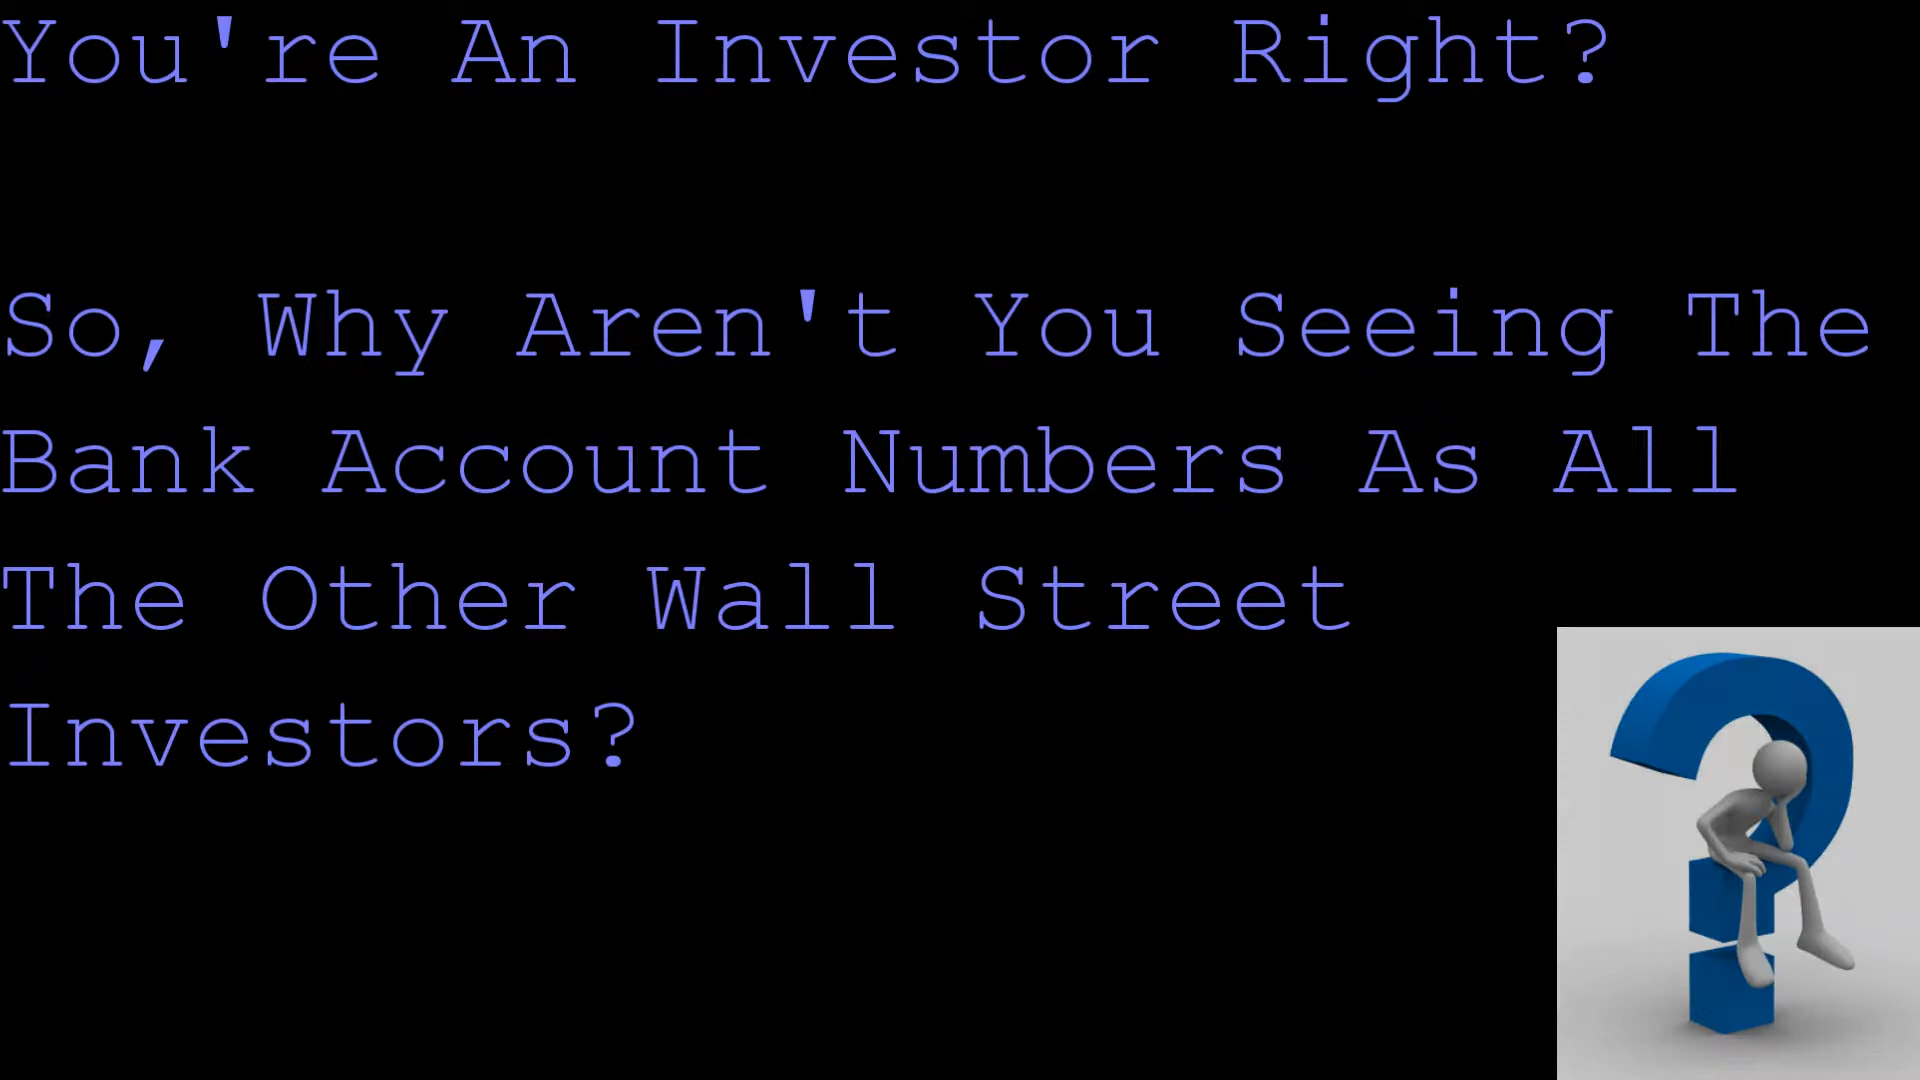 You're An Investor Right?
So, Why Aren't You Seeing The
Bank Account Numbers As All
The Other Wall Street
Investors?